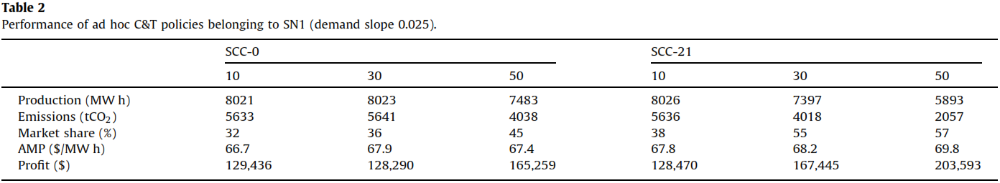 Table 2
Performance of ad hoc C&T policies belonging to SN1 (demand slope 0.025).
SCC-0 SCC-21
10 30 50 10 30 50
Production (MW h) 8021 8023 7483 8026 7397 5893
Emissions (tCO₂) 5633 5641 4038 5636 4018 2057
Market share (%) 32 36 45 38 55 57
AMP ($/MW h) 66.7 67.9 67.4 67.8 68.2 69.8
Profit ($) 129,436 128,290 165,259 128,470 167,445 203,593